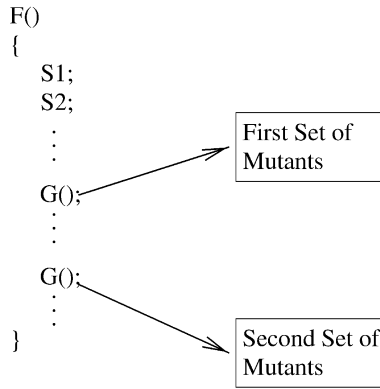 F()
{
S1;
S2;
.
.
.
G();
First Set of
Mutants
.
.
.
G();
.
.
.
}
Second Set of
Mutants